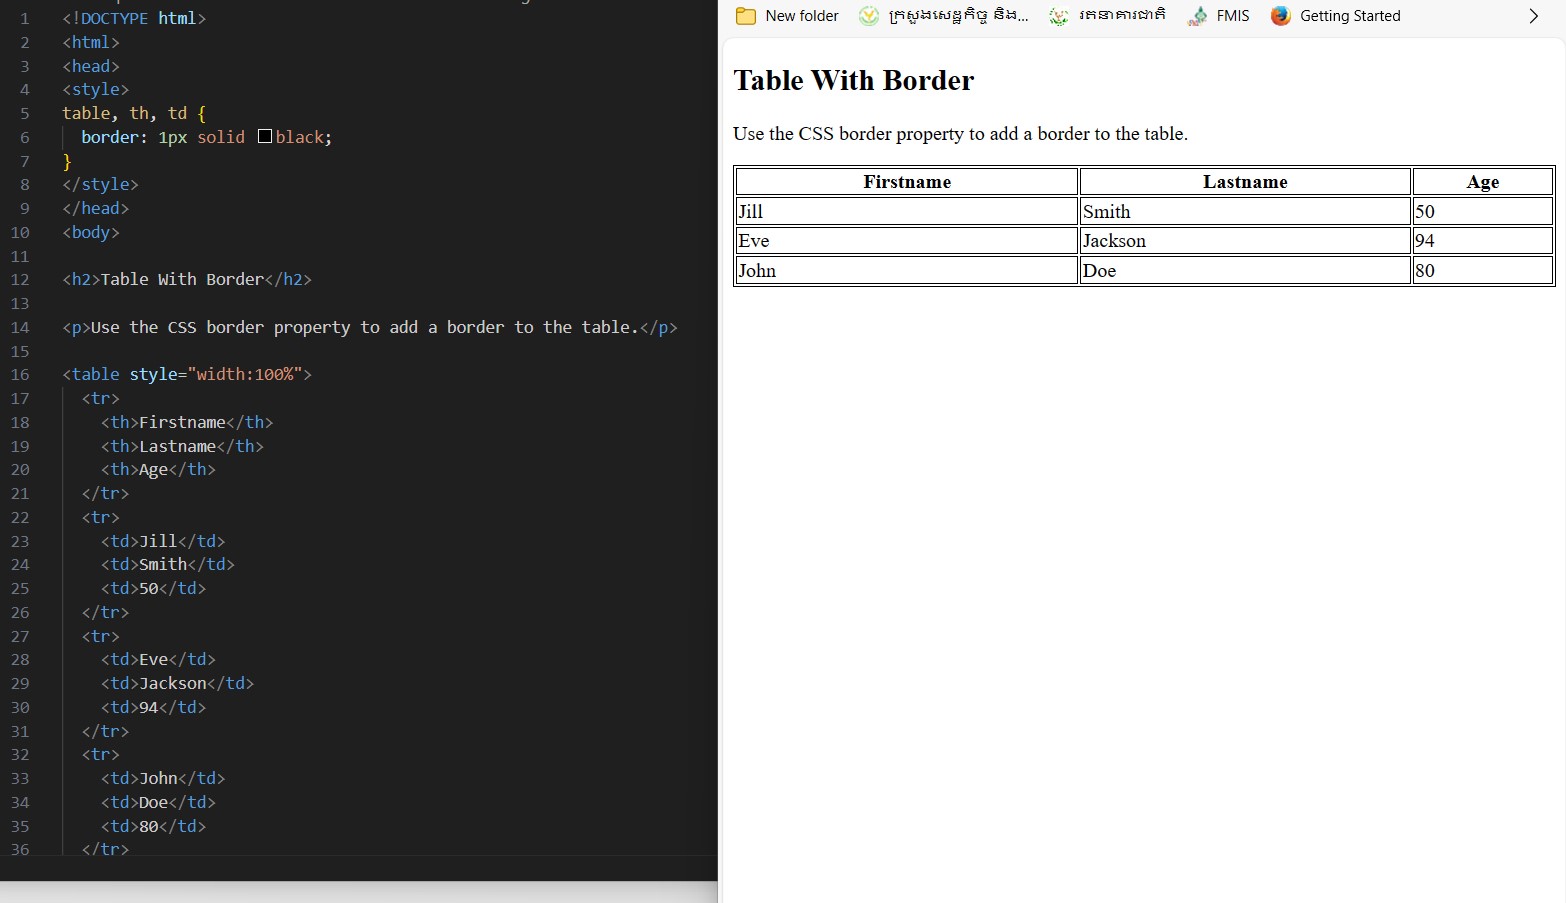 1 <!DOCTYPE html>
2 <html>
3 <head>
4 <style>
5 table, th, td {
6 border: 1px solid black;
7 }
8 </style>
9 </head>
10 <body>
11
12 <h2>Table With Border</h2>
13
14 <p>Use the CSS border property to add a border to the table.</p>
15
16 <table style="width:100%">
17 <tr>
18 <th>Firstname</th>
19 <th>Lastname</th>
20 <th>Age</th>
21 </tr>
22 <tr>
23 <td>Jill</td>
24 <td>Smith</td>
25 <td>50</td>
26 </tr>
27 <tr>
28 <td>Eve</td>
29 <td>Jackson</td>
30 <td>94</td>
31 </tr>
32 <tr>
33 <td>John</td>
34 <td>Doe</td>
35 <td>80</td>
36 </tr>
New folder ក្រសួងសេដ្ឋកិច្ច និង... រតនាគារជាតិ FMIS Getting Started
Table With Border
Use the CSS border property to add a border to the table.
Firstname Lastname Age
Jill Smith 50
Eve Jackson 94
John Doe 80